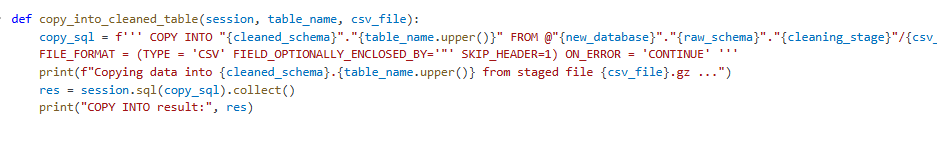 def copy_into_cleaned_table(session, table_name, csv_file):
copy_sql = f''' COPY INTO "{cleaned_schema}"."{table_name.upper()}" FROM @"{new_database}"."{raw_schema}"."{cleaning_stage}"/{csv_
FILE_FORMAT = (TYPE = 'CSV' FIELD_OPTIONALLY_ENCLOSED_BY='"' SKIP_HEADER=1) ON_ERROR = 'CONTINUE' '''
print(f"Copying data into {cleaned_schema}.{table_name.upper()} from staged file {csv_file}.gz ...")
res = session.sql(copy_sql).collect()
print("COPY INTO result:", res)